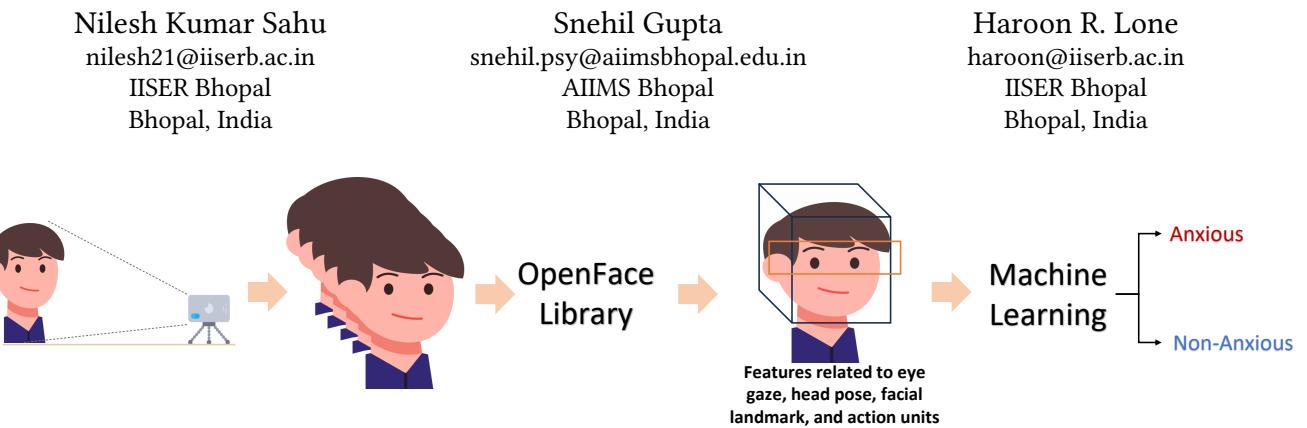 Nilesh Kumar Sahu
nilesh21@iiserb.ac.in
IISER Bhopal
Bhopal, India
Snehil Gupta
snehil.psy@aiimsbhopal.edu.in
AIIMS Bhopal
Bhopal, India
Haroon R. Lone
haroon@iiserb.ac.in
IISER Bhopal
Bhopal, India
OpenFace
Library
Features related to eye
gaze, head pose, facial
landmark, and action units
Machine
Learning
Anxious
Non-Anxious